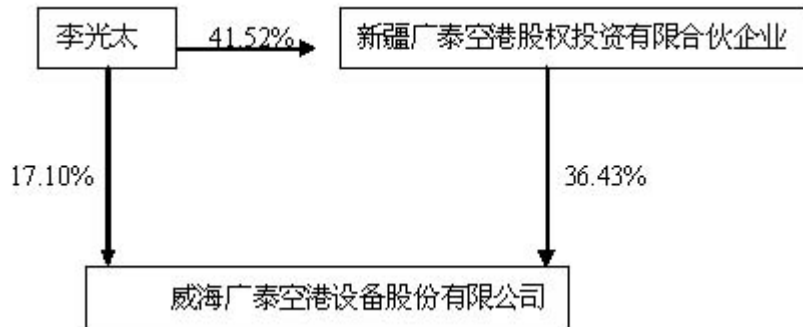 李光太
41.52%
新疆广泰空港股权投资有限合伙企业
17.10%
36.43%
威海广泰空港设备股份有限公司